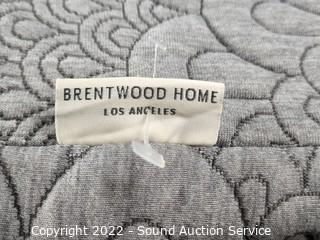 BRENTWOOD HOME
LOS ANGELES
Copyright 2022 - Sound Auction Service